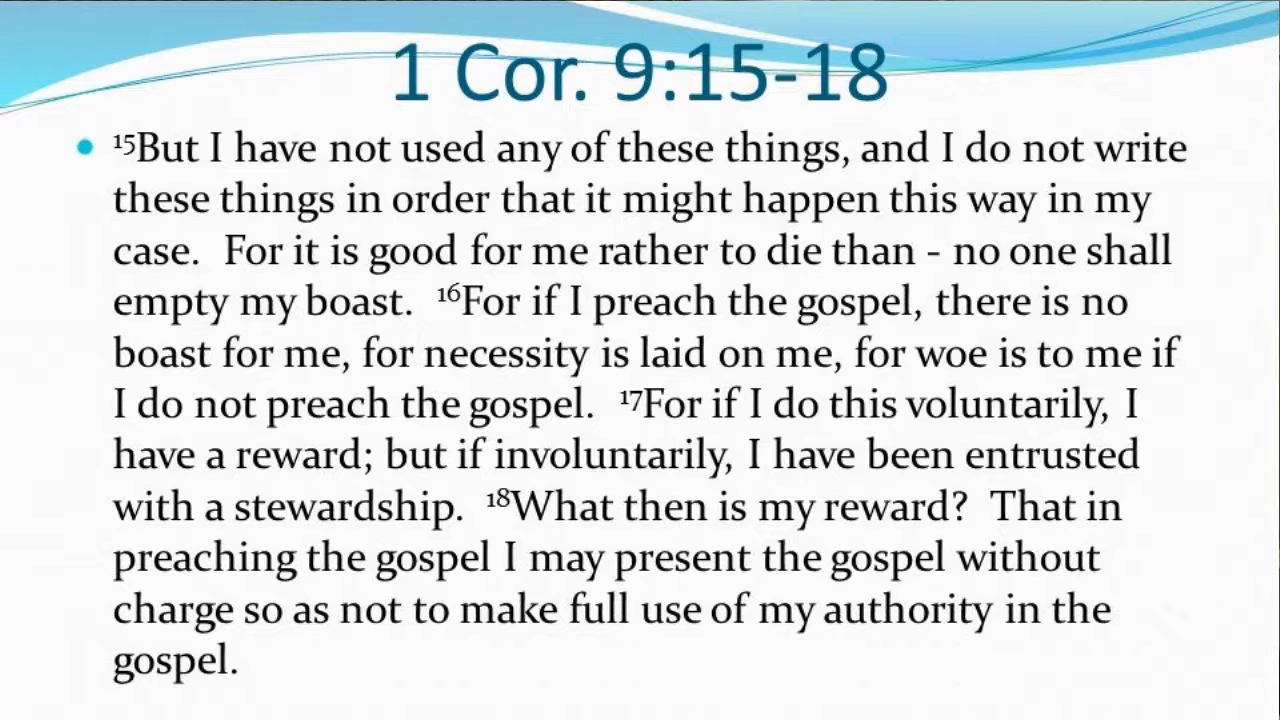 1 Cor. 9:15-18
15But I have not used any of these things, and I do not write
these things in order that it might happen this way in my
case. For it is good for me rather to die than - no one shall
empty my boast. 16For if I preach the gospel, there is no
boast for me, for necessity is laid on me, for woe is to me if
I do not preach the gospel. 17For if I do this voluntarily, I
have a reward; but if involuntarily, I have been entrusted
with a stewardship. 18What then is my reward? That in
preaching the gospel I may present the gospel without
charge so as not to make full use of my authority in the
gospel.